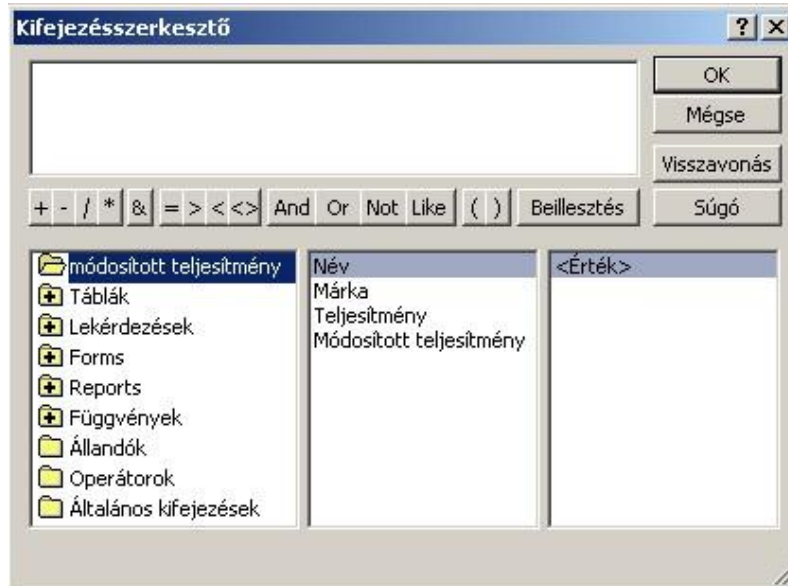 Kifejezésszerkesztő
OK
Mégse
Visszavonás
+ - / * & = > < <> And Or Not Like ( ) Beillesztés Súgó
módosított teljesítmény
Táblák
Lekérdezések
Forms
Reports
Függvények
Állandók
Operátorok
Általános kifejezések
Név
Márka
Teljesítmény
Módosított teljesítmény
<Érték>